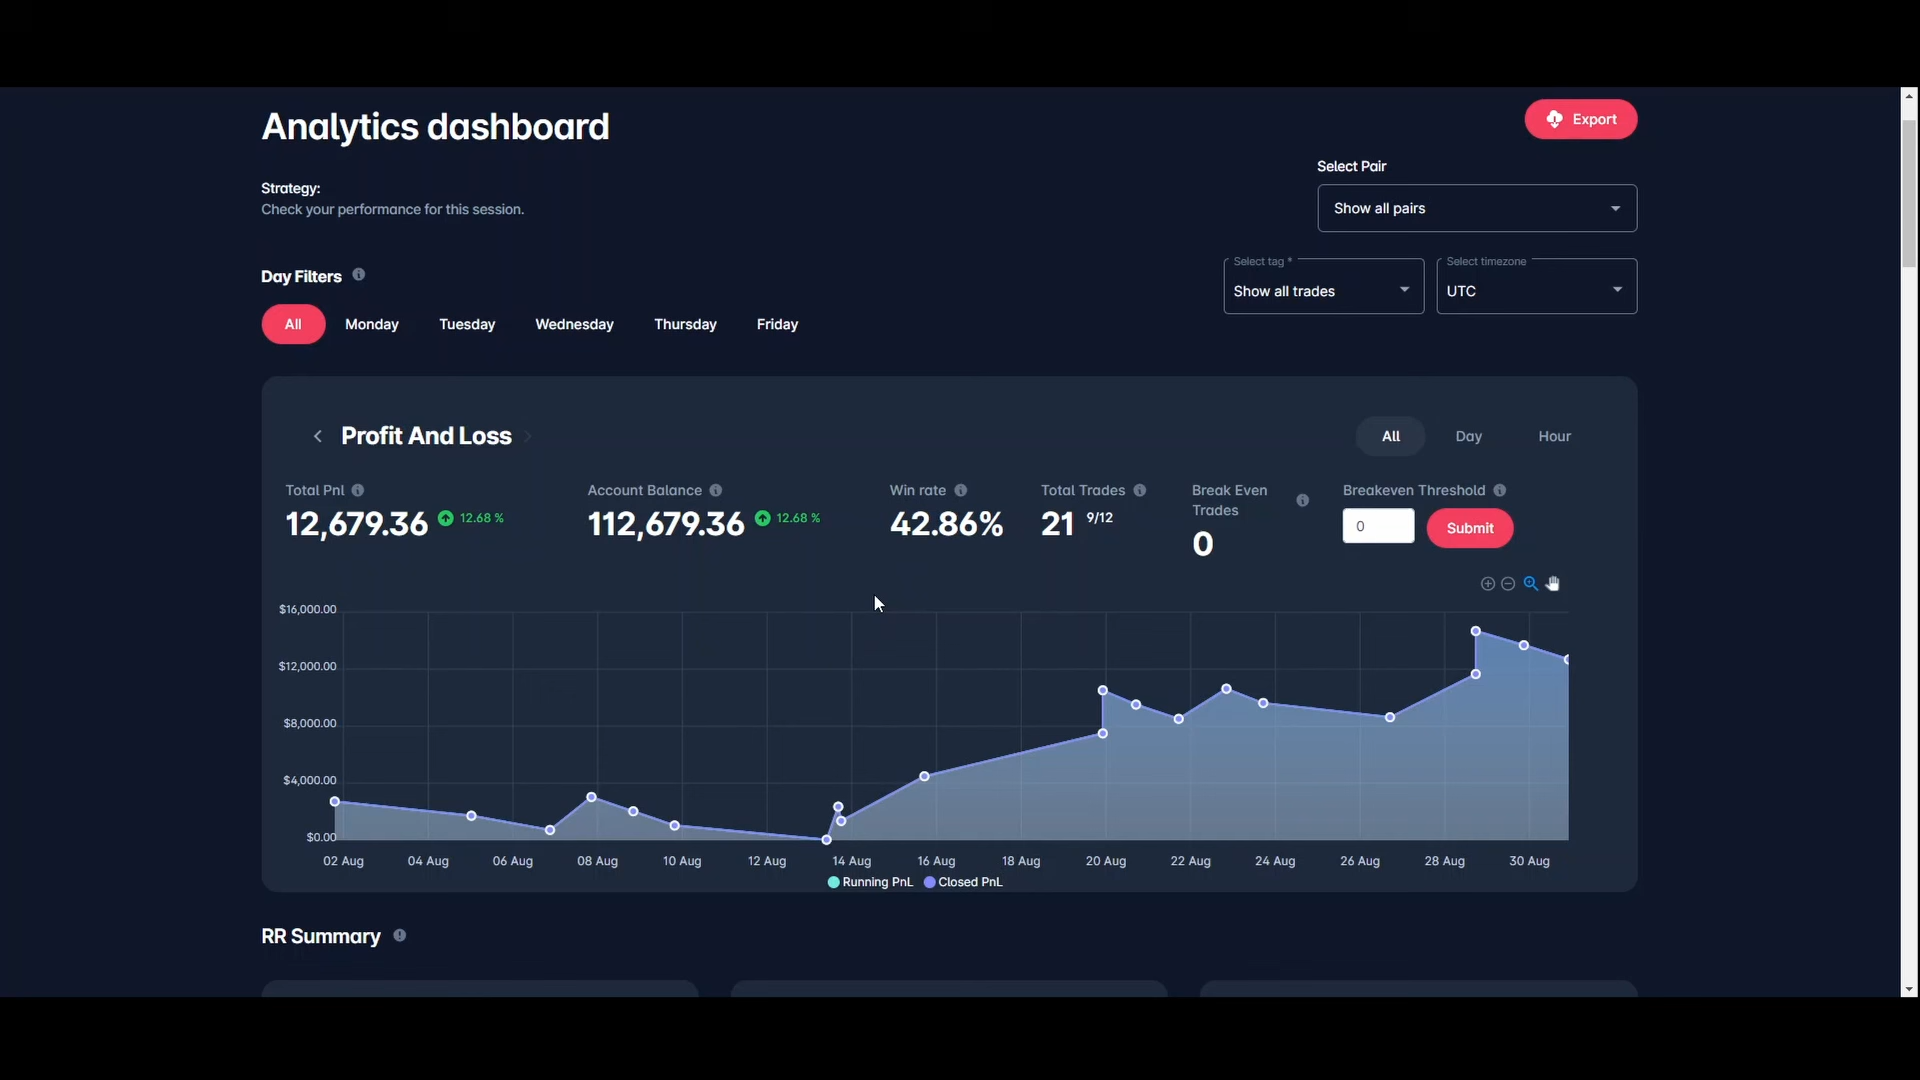 Analytics dashboard
Export
Select Pair
Show all pairs
Strategy:
Check your performance for this session.
Select tag *
Show all trades
Select timezone
UTC
Day Filters
All Monday Tuesday Wednesday Thursday Friday
Profit And Loss
All Day Hour
Total Pnl
12,679.36 12.68 %
Account Balance
112,679.36 12.68 %
Win rate
42.86%
Total Trades
21 9/12
Break Even
Trades
0
Breakeven Threshold
0 Submit
$16,000.00
$12,000.00
$8,000.00
$4,000.00
$0.00
02 Aug 04 Aug 06 Aug 08 Aug 10 Aug 12 Aug 14 Aug 16 Aug 18 Aug 20 Aug 22 Aug 24 Aug 26 Aug 28 Aug 30 Aug
Running PnL Closed PnL
RR Summary